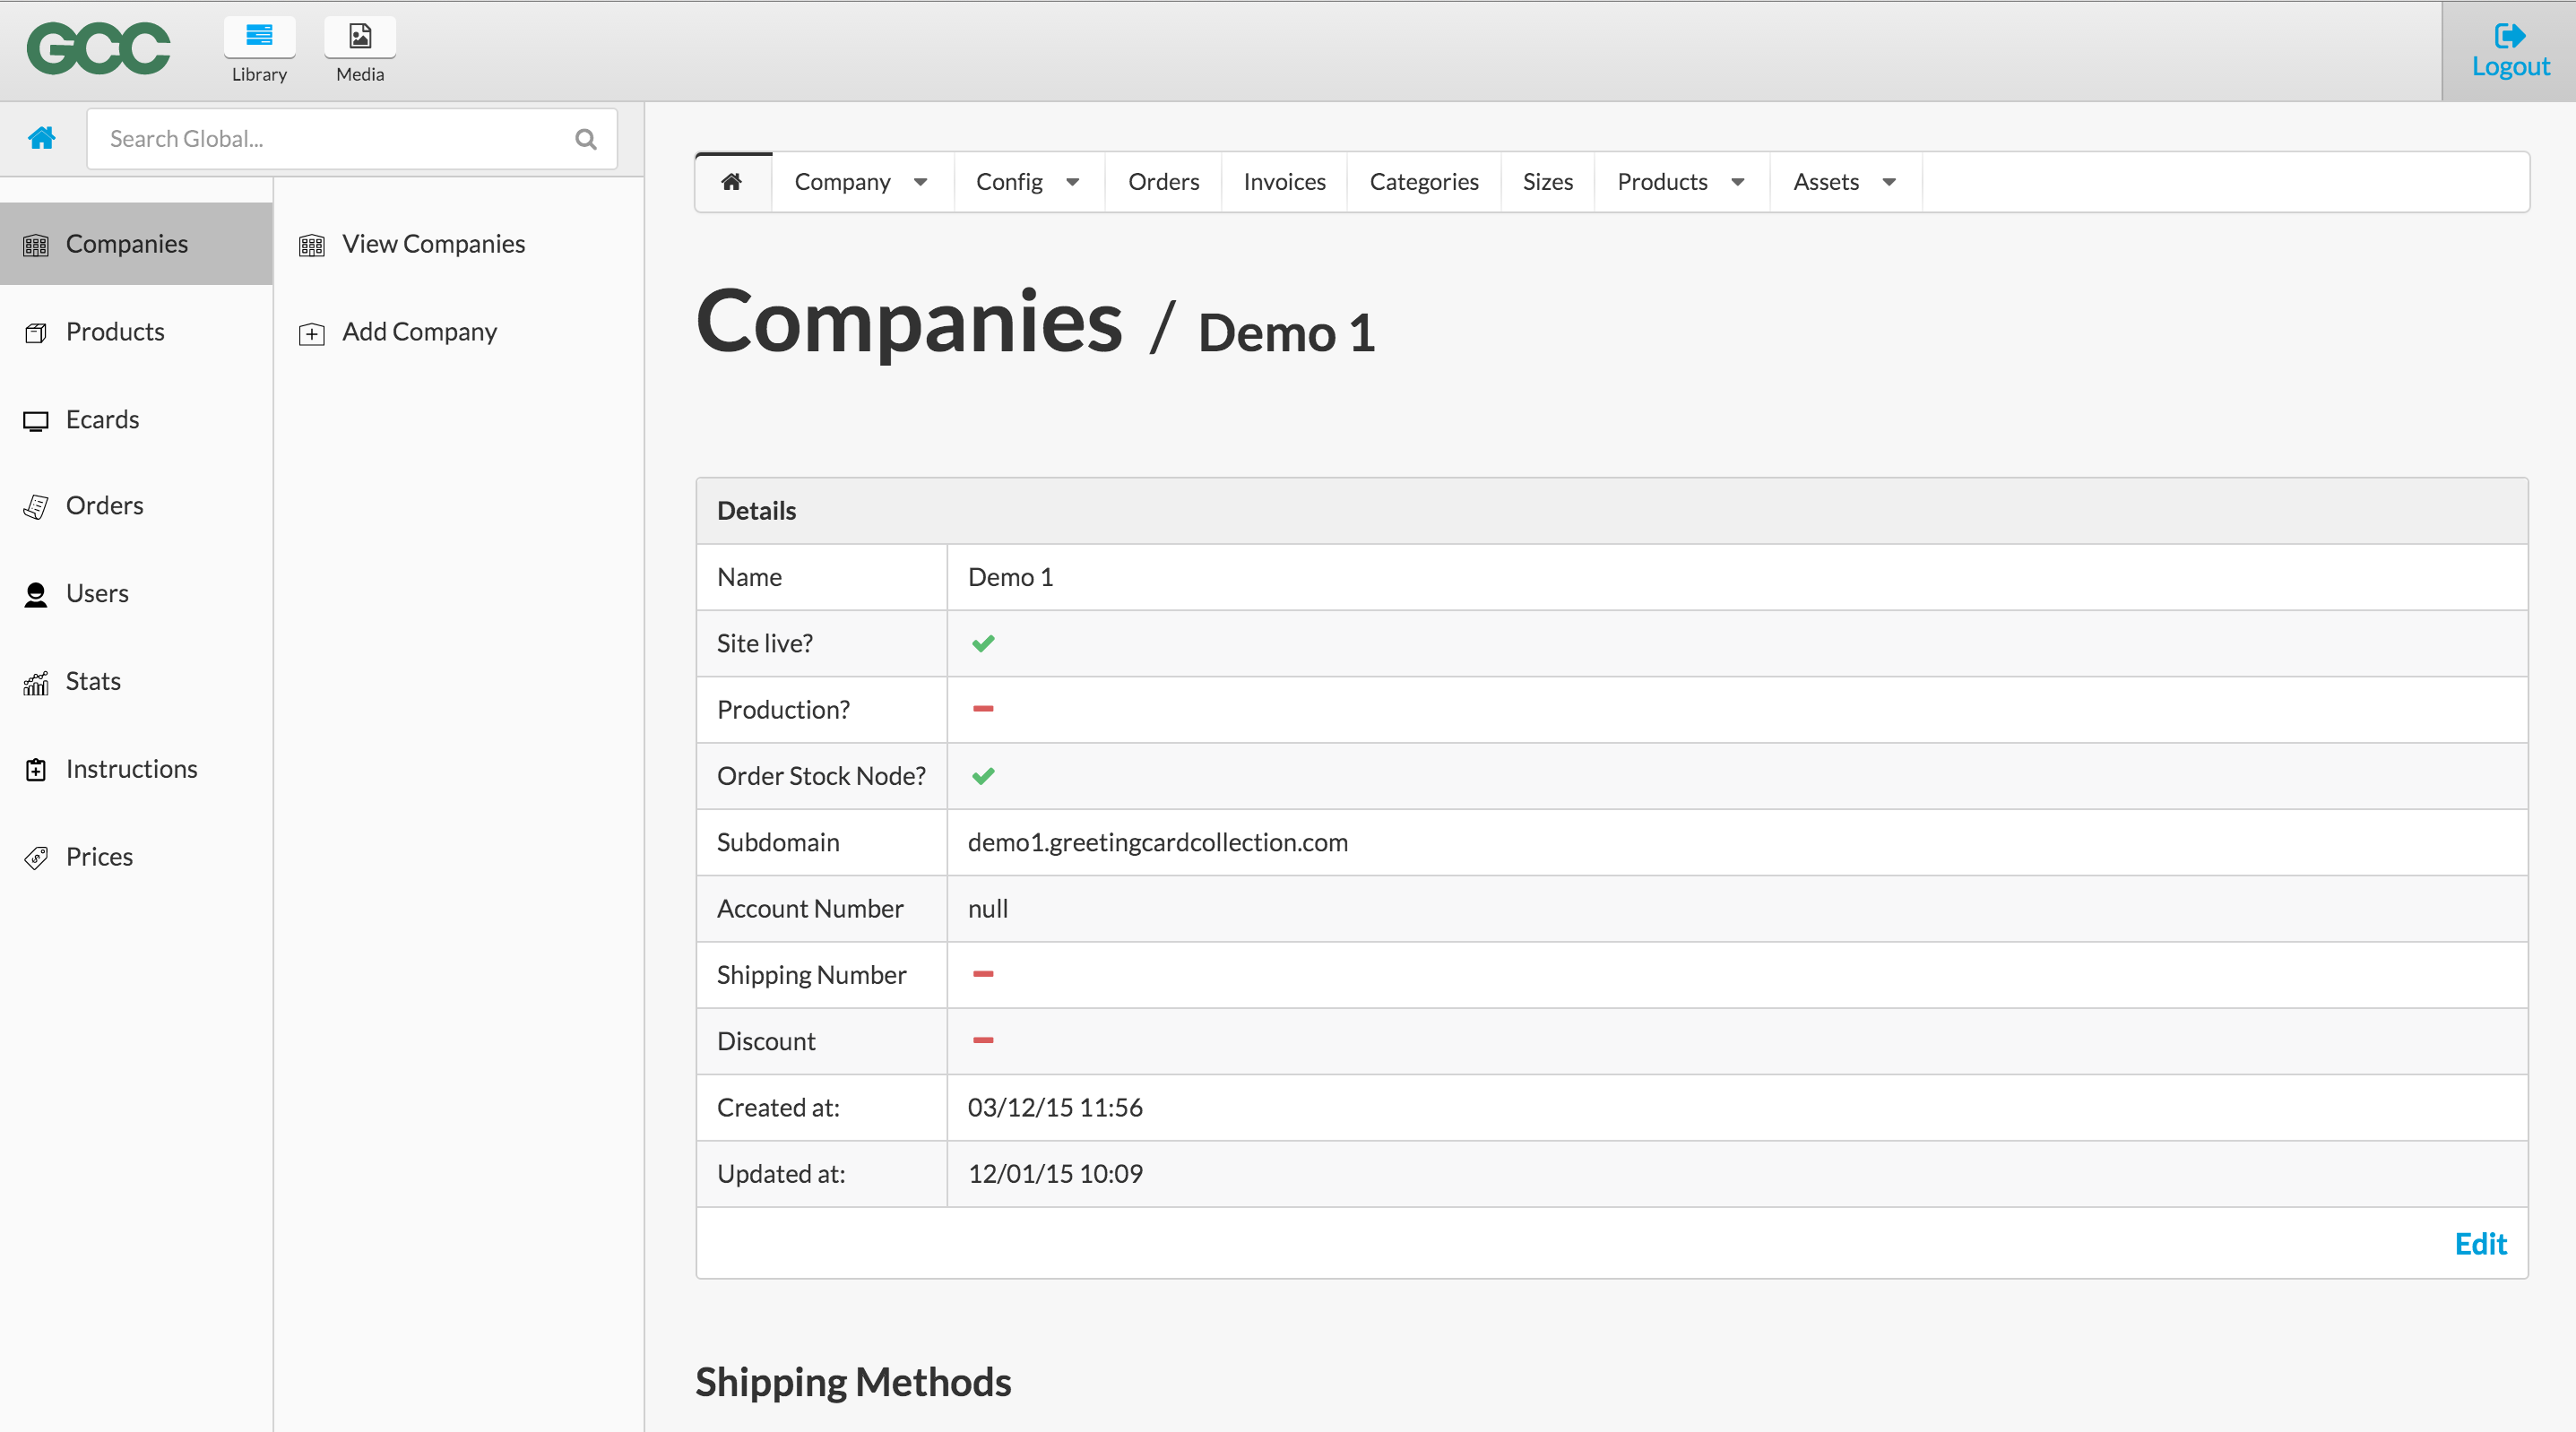 GCC
Library
Media
Logout
Search Global...
Companies
Products
Ecards
Orders
Users
Stats
Instructions
Prices
View Companies
Add Company
Company
Config
Orders
Invoices
Categories
Sizes
Products
Assets
Companies / Demo 1
Details
Name Demo 1
Site live?
Production?
Order Stock Node?
Subdomain demo1.greetingcardcollection.com
Account Number null
Shipping Number
Discount
Created at: 03/12/15 11:56
Updated at: 12/01/15 10:09
Edit
Shipping Methods